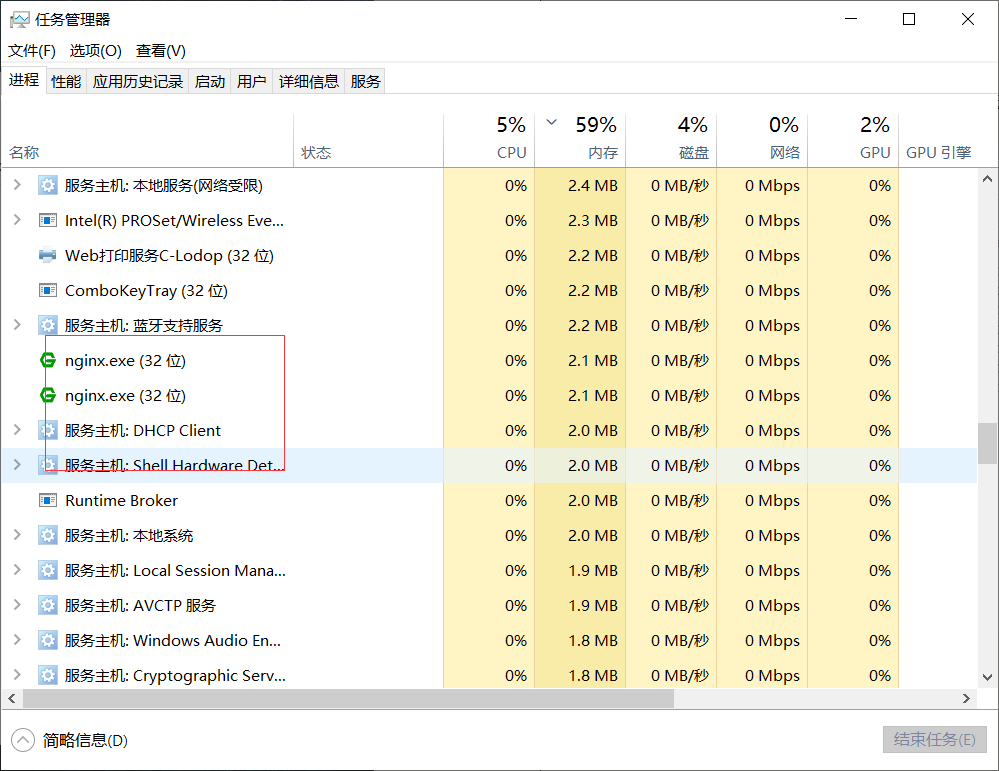 任务管理器
文件(F) 选项(O) 查看(V)
进程 性能 应用历史记录 启动 用户 详细信息 服务
5% 59% 4% 0% 2%
名称 状态 CPU 内存 磁盘 网络 GPU GPU 引擎
服务主机: 本地服务(网络受限) 0% 2.4 MB 0 MB/秒 0 Mbps 0%
Intel(R) PROSet/Wireless Eve... 0% 2.3 MB 0 MB/秒 0 Mbps 0%
Web打印服务C-Lodop (32 位) 0% 2.2 MB 0 MB/秒 0 Mbps 0%
ComboKeyTray (32 位) 0% 2.2 MB 0 MB/秒 0 Mbps 0%
服务主机: 蓝牙支持服务 0% 2.2 MB 0 MB/秒 0 Mbps 0%
nginx.exe (32 位) 0% 2.1 MB 0 MB/秒 0 Mbps 0%
nginx.exe (32 位) 0% 2.1 MB 0 MB/秒 0 Mbps 0%
服务主机: DHCP Client 0% 2.0 MB 0 MB/秒 0 Mbps 0%
服务主机: Shell Hardware Det... 0% 2.0 MB 0 MB/秒 0 Mbps 0%
Runtime Broker 0% 2.0 MB 0 MB/秒 0 Mbps 0%
服务主机: 本地系统 0% 2.0 MB 0 MB/秒 0 Mbps 0%
服务主机: Local Session Mana... 0% 1.9 MB 0 MB/秒 0 Mbps 0%
服务主机: AVCTP 服务 0% 1.9 MB 0 MB/秒 0 Mbps 0%
服务主机: Windows Audio En... 0% 1.8 MB 0 MB/秒 0 Mbps 0%
服务主机: Cryptographic Serv... 0% 1.8 MB 0 MB/秒 0 Mbps 0%
简略信息(D) 结束任务(E)